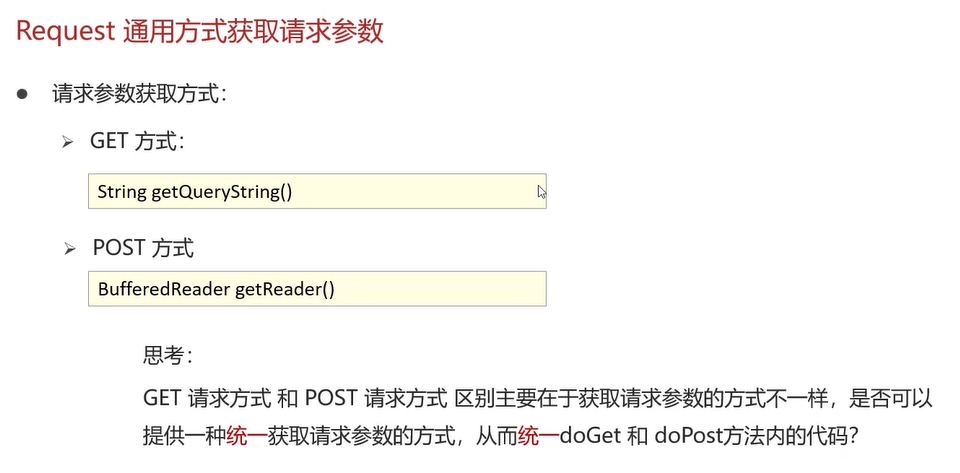 Request 通用方式获取请求参数
请求参数获取方式：
GET 方式：
String getQueryString()
POST 方式
BufferedReader getReader()
思考：
GET 请求方式 和 POST 请求方式 区别主要在于获取请求参数的方式不一样，是否可以
提供一种统一获取请求参数的方式，从而统一doGet 和 doPost方法内的代码？